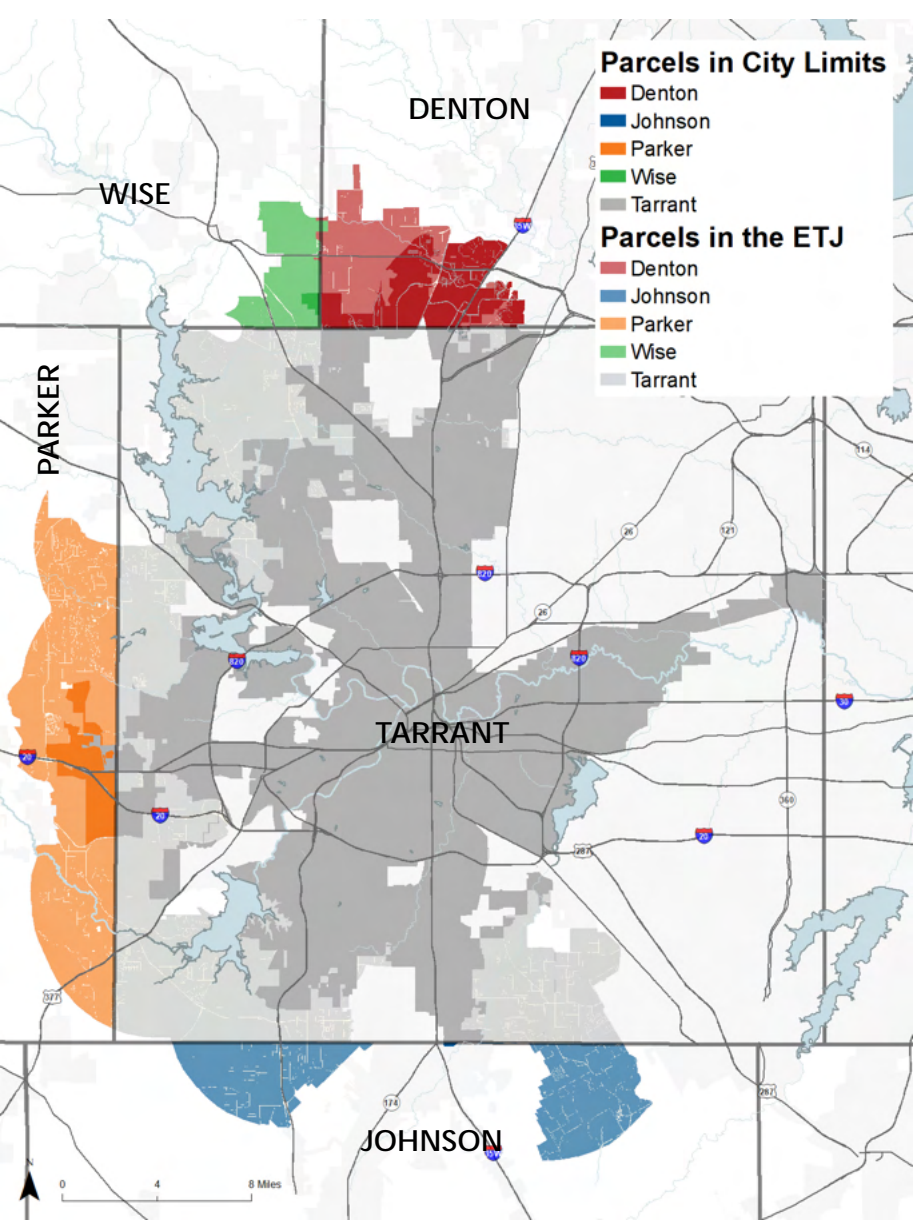 DENTON
WISE
PARKER
TARRANT
JOHNSON
Parcels in City Limits
Denton
Johnson
Parker
Wise
Tarrant
Parcels in the ETJ
Denton
Johnson
Parker
Wise
Tarrant
35W
114
26
121
820
26
820
820
30
20
20
360
20
287
377
287
174
35W
N
0 4 8 Miles